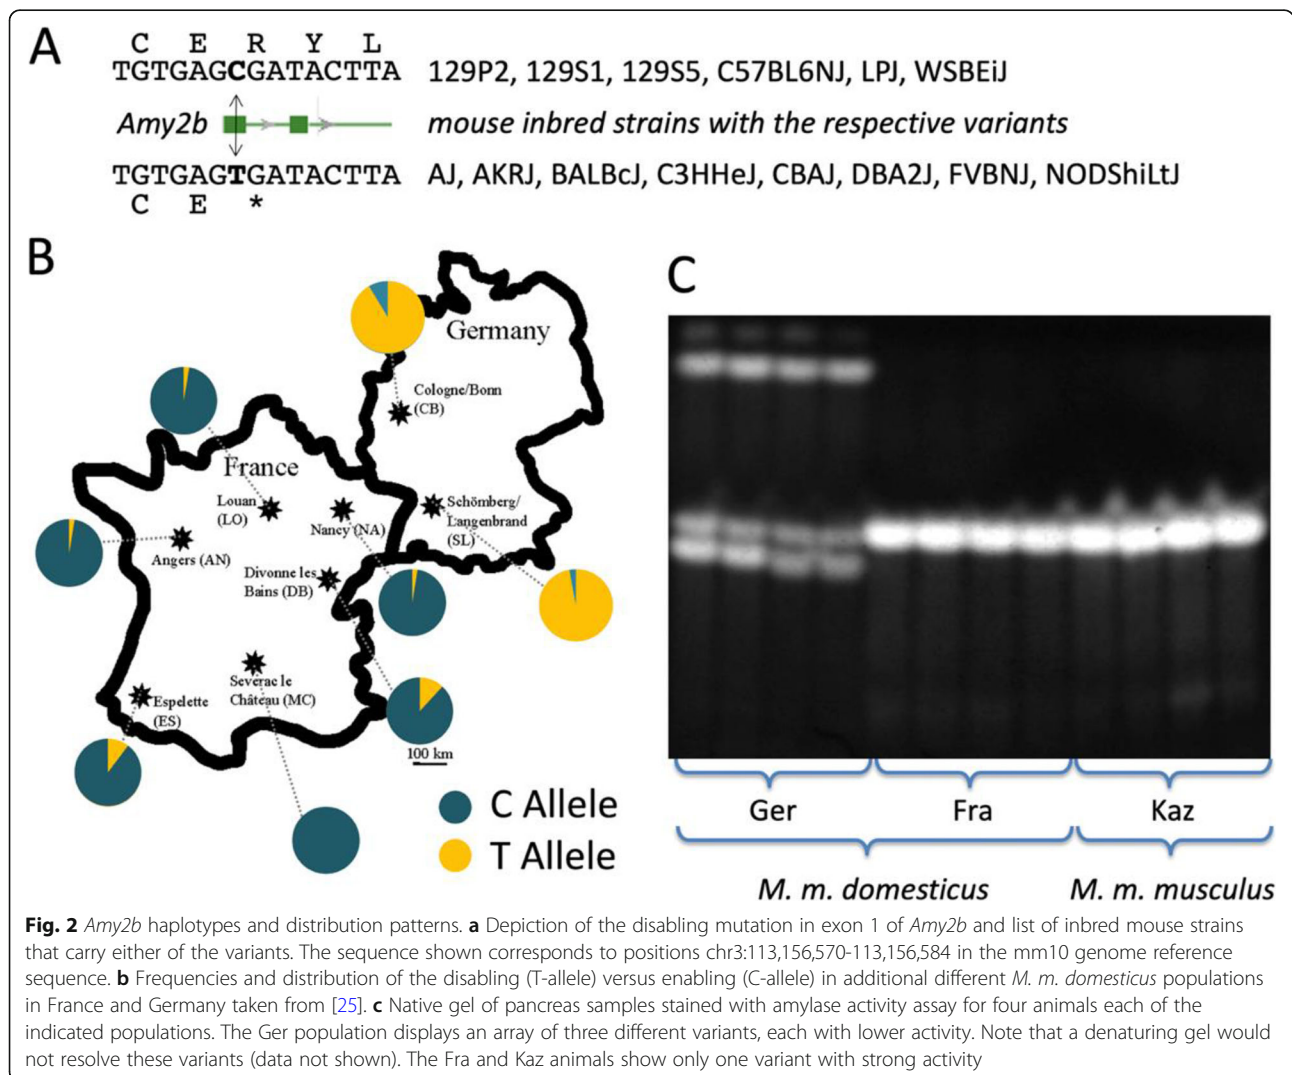 A
C E R Y L
TGTGAGCGATACTTA 129P2, 129S1, 129S5, C57BL6NJ, LPJ, WSBEiJ
Amy2b mouse inbred strains with the respective variants
TGTGAGTGATACTTA AJ, AKRJ, BALBcJ, C3HHeJ, CBAJ, DBA2J, FVBNJ, NODShiLtJ
C E *
B
Germany
Cologne/Bonn
(CB)
France
Louan
(LO)
Nancy (NA)
Schömberg/
Langenbrand
(SL)
Angers (AN)
Divonne les
Bains (DB)
Severac le
Château (MC)
Espelette
(ES)
100 km
C Allele
T Allele
C
Ger Fra Kaz
M. m. domesticus M. m. musculus
Fig. 2 Amy2b haplotypes and distribution patterns. a Depiction of the disabling mutation in exon 1 of Amy2b and list of inbred mouse strains
that carry either of the variants. The sequence shown corresponds to positions chr3:113,156,570-113,156,584 in the mm10 genome reference
sequence. b Frequencies and distribution of the disabling (T-allele) versus enabling (C-allele) in additional different M. m. domesticus populations
in France and Germany taken from [25]. c Native gel of pancreas samples stained with amylase activity assay for four animals each of the
indicated populations. The Ger population displays an array of three different variants, each with lower activity. Note that a denaturing gel would
not resolve these variants (data not shown). The Fra and Kaz animals show only one variant with strong activity